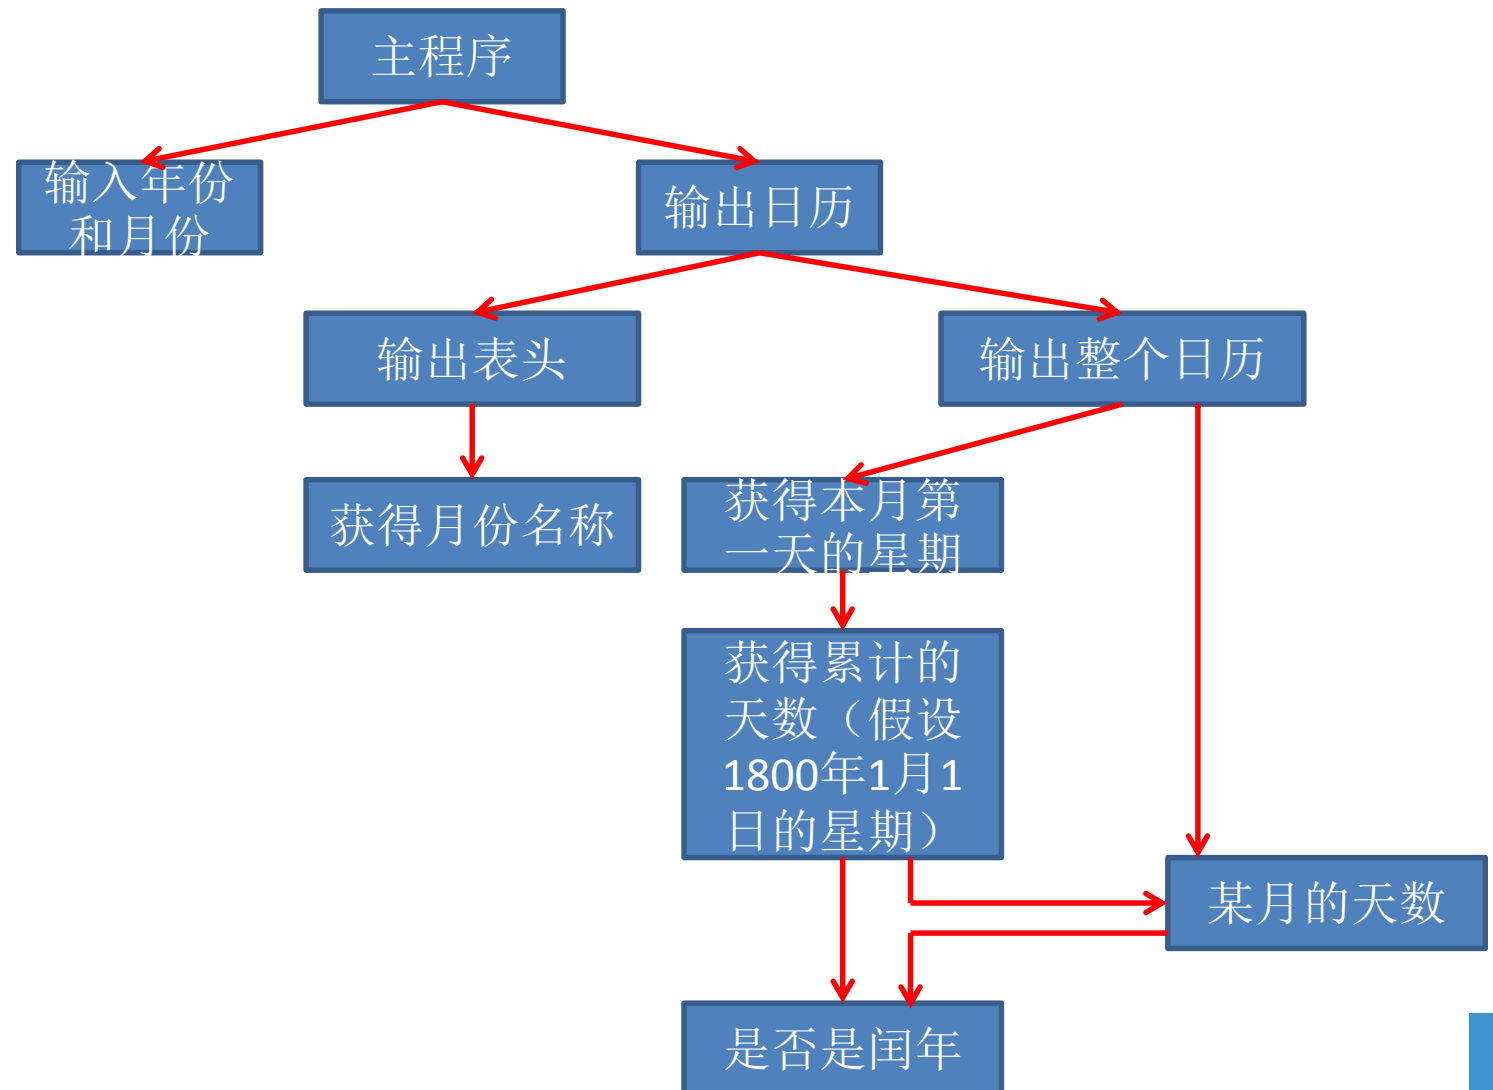 主程序
输入年份
和月份
输出日历
输出表头
输出整个日历
获得月份名称
获得本月第
一天的星期
获得累计的
天数（假设
1800年1月1
日的星期）
某月的天数
是否是闰年